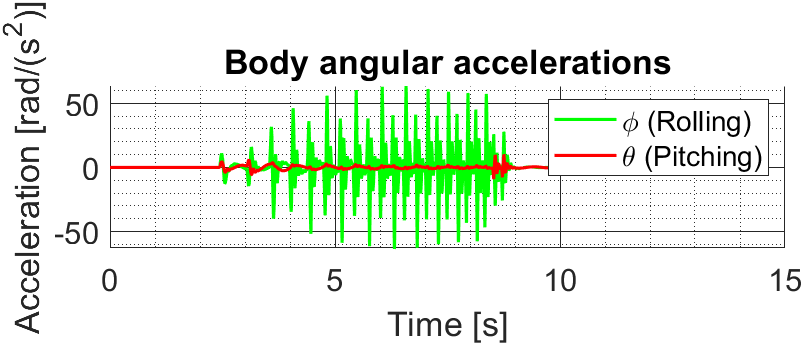 Body angular accelerations
Acceleration [rad/(s²)]
50
0
-50
ϕ (Rolling)
θ (Pitching)
0 5 10 15
Time [s]